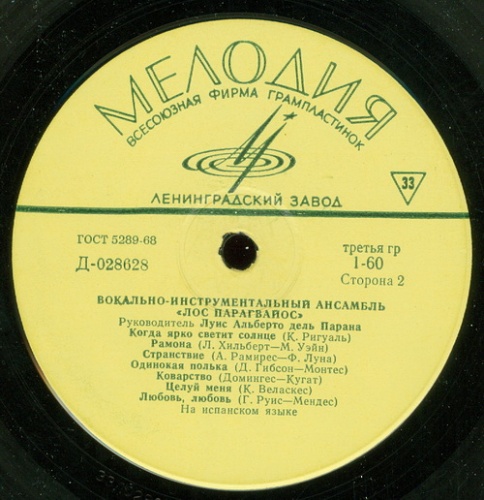 МЕЛОДИЯ
ВСЕСОЮЗНАЯ ФИРМА ГРАМПЛАСТИНОК
ЛЕНИНГРАДСКИЙ ЗАВОД
33
ГОСТ 5289-68
Д-028628
третья гр
1-60
Сторона 2
ВОКАЛЬНО-ИНСТРУМЕНТАЛЬНЫЙ АНСАМБЛЬ
«ЛОС ПАРАГВАЙОС»
Руководитель Луис Альберто дель Парана
Когда ярко светит солнце (К. Ригуаль)
Рамона (Л. Хильберт—М. Уэйн)
Странствие (А. Рамирес—Ф. Луна)
Одинокая полька (Д. Гибсон—Монтес)
Коварство (Домингес—Кугат)
Целуй меня (К. Веласкес)
Любовь, любовь (Г. Руис—Мендес)
На испанском языке